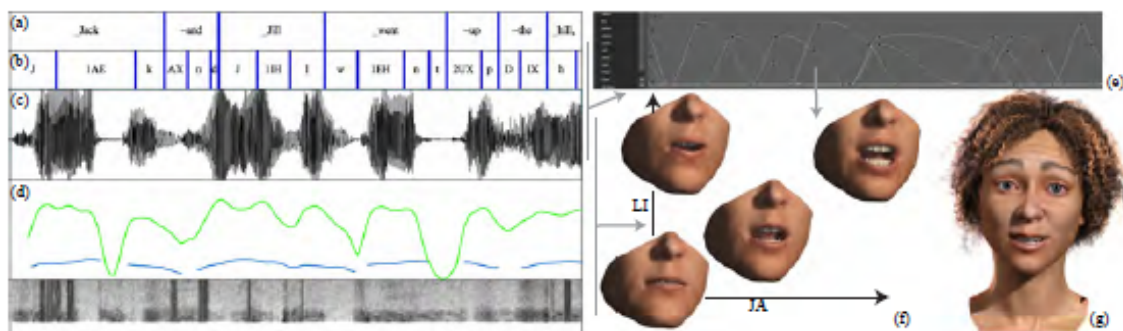 (a) _Jack ~and _Jill _went ~up ~the _hill,
(b) J 1AE k AX n d J 1IH l w 1EH n t 2UX p D IX h
(c)
(d)
(e)
LI
JA
(f)
(g)